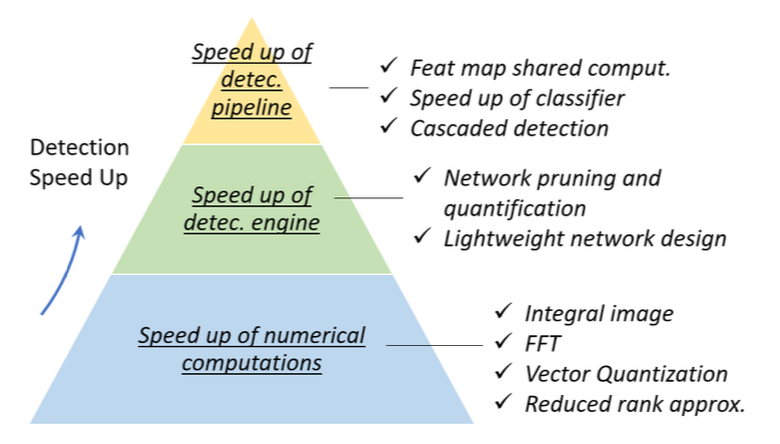 Speed up of
detec.
pipeline
✓ Feat map shared comput.
✓ Speed up of classifier
✓ Cascaded detection
Detection
Speed Up
Speed up of
detec. engine
✓ Network pruning and
quantification
✓ Lightweight network design
Speed up of numerical
computations
✓ Integral image
✓ FFT
✓ Vector Quantization
✓ Reduced rank approx.